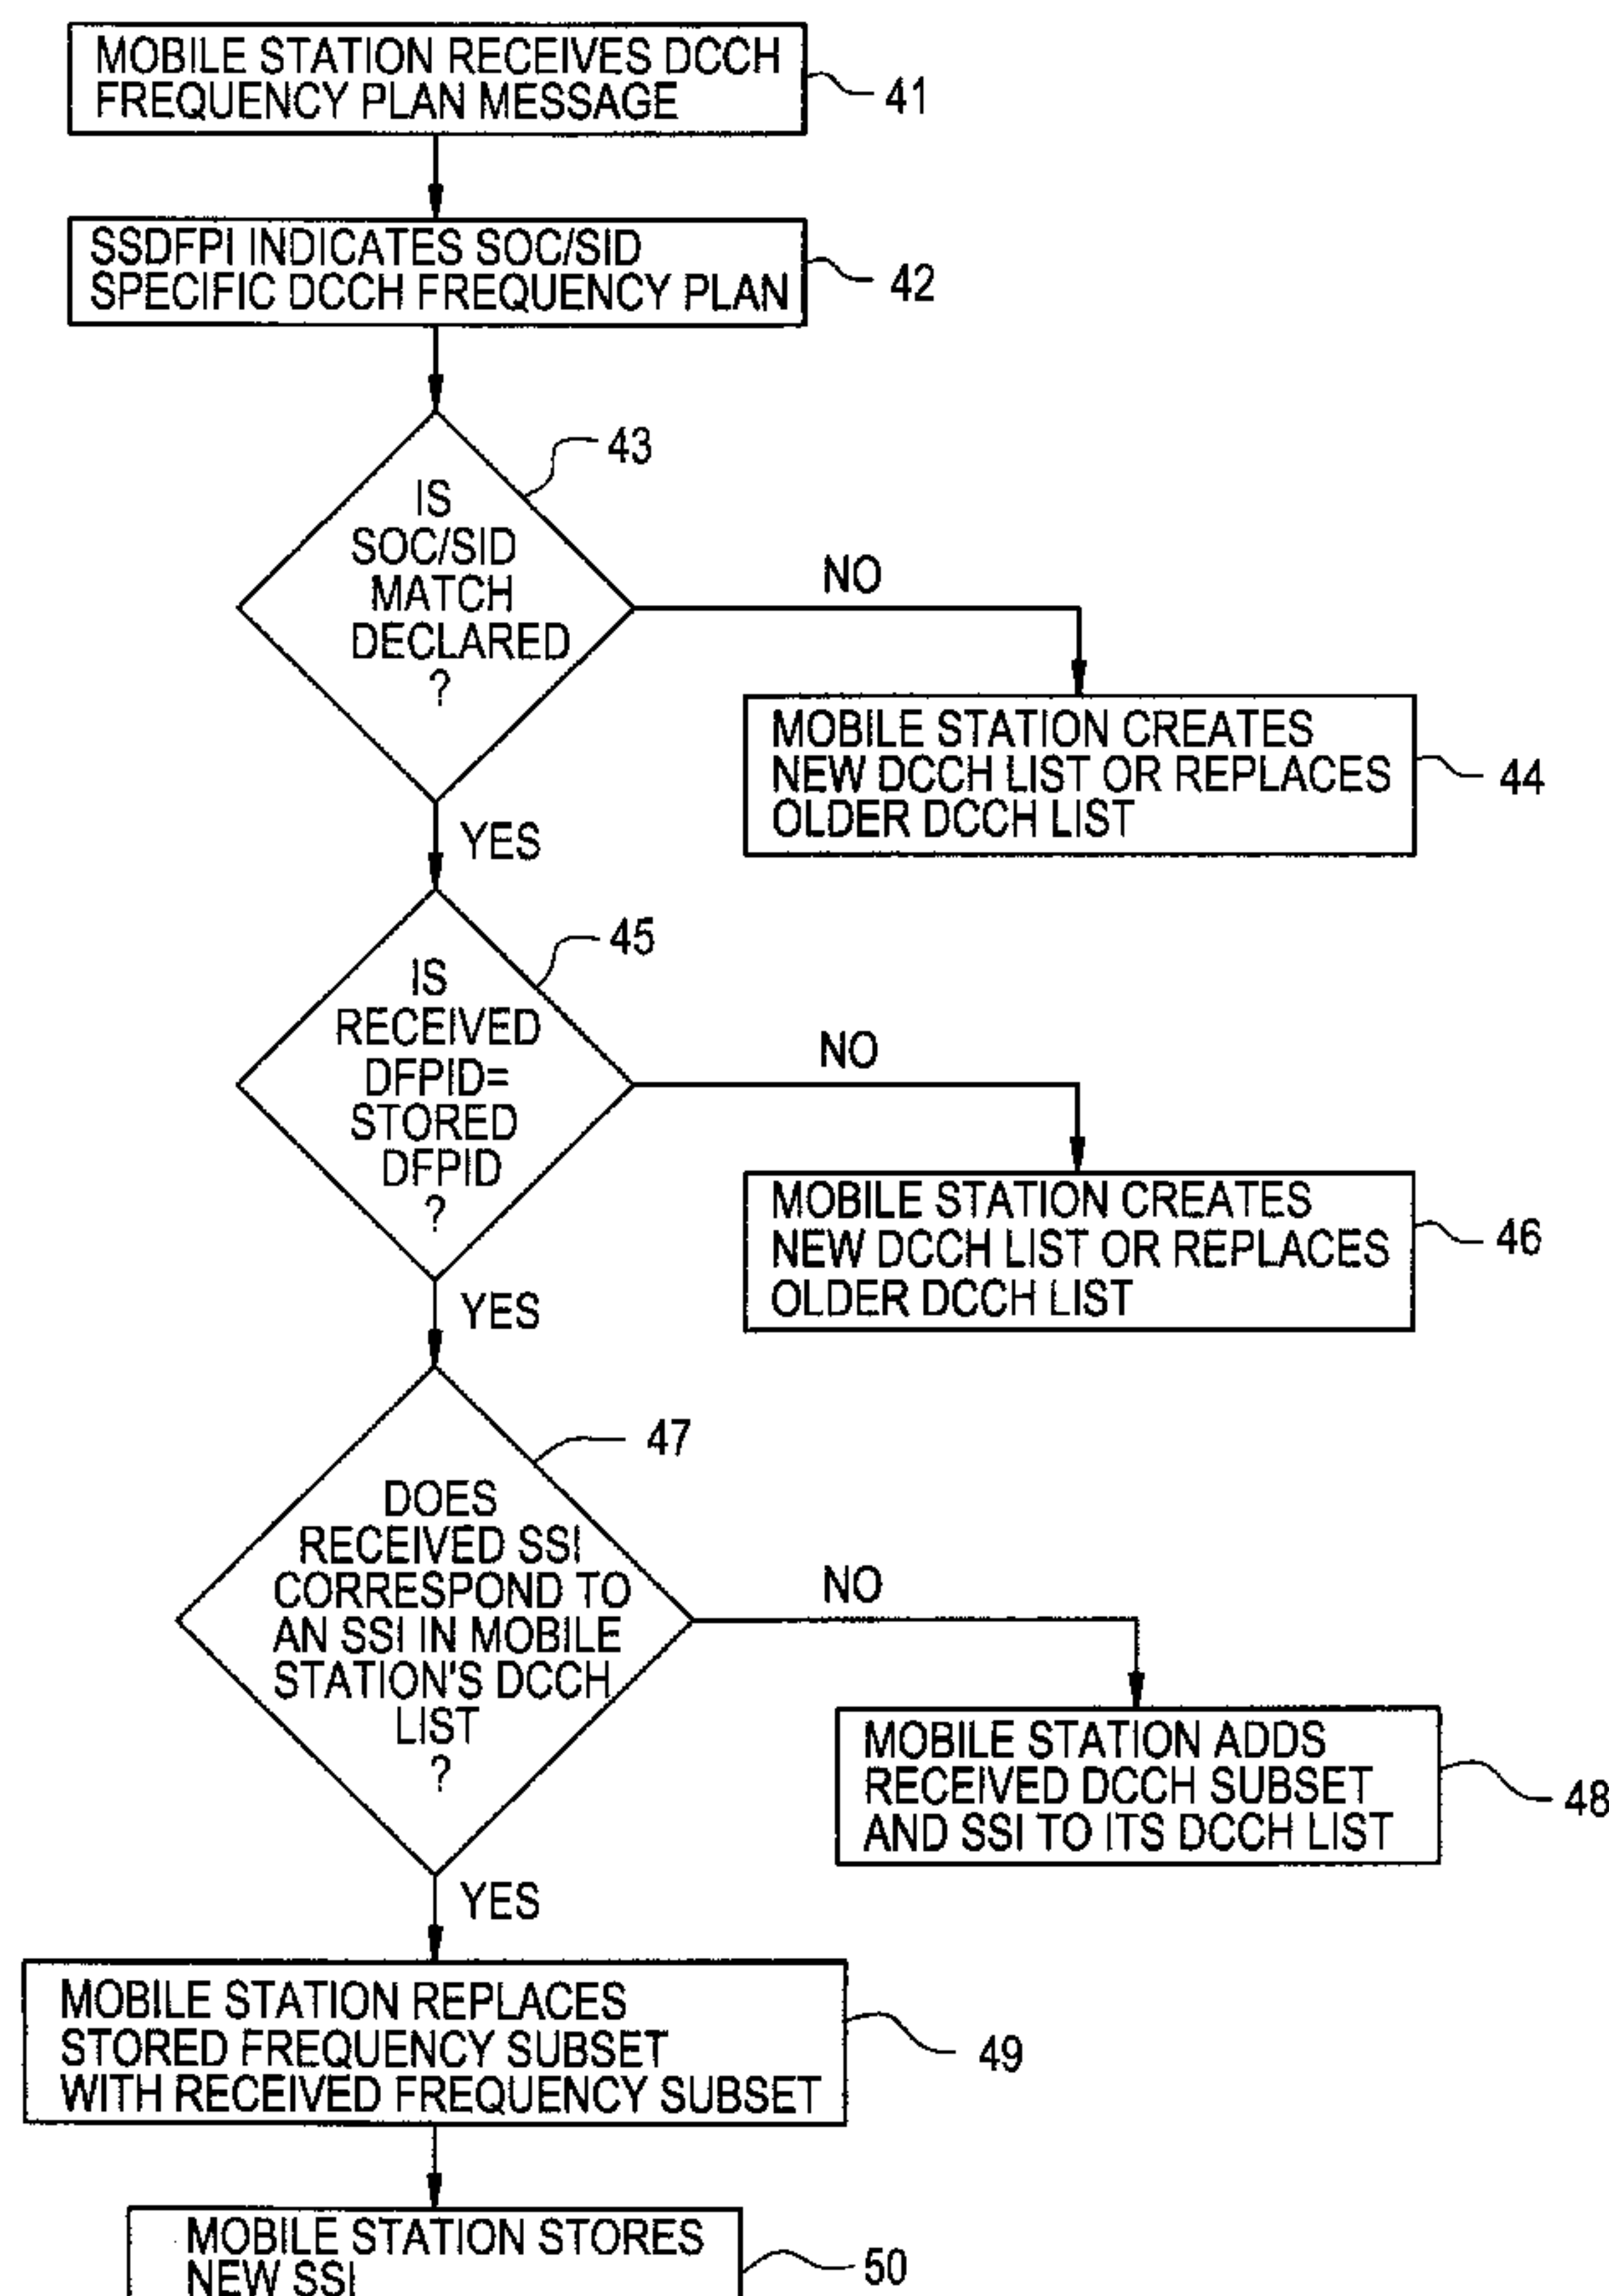 MOBILE STATION RECEIVES DCCH
FREQUENCY PLAN MESSAGE
41
SSDFPI INDICATES SOC/SID
SPECIFIC DCCH FREQUENCY PLAN
42
43
IS
SOC/SID
MATCH
DECLARED
?
NO
MOBILE STATION CREATES
NEW DCCH LIST OR REPLACES
OLDER DCCH LIST
44
YES
45
IS
RECEIVED
DFPID=
STORED
DFPID
?
NO
MOBILE STATION CREATES
NEW DCCH LIST OR REPLACES
OLDER DCCH LIST
46
YES
47
DOES
RECEIVED SSI
CORRESPOND TO
AN SSI IN MOBILE
STATION'S DCCH
LIST
?
NO
MOBILE STATION ADDS
RECEIVED DCCH SUBSET
AND SSI TO ITS DCCH LIST
48
YES
MOBILE STATION REPLACES
STORED FREQUENCY SUBSET
WITH RECEIVED FREQUENCY SUBSET
49
MOBILE STATION STORES
NEW SSI
50